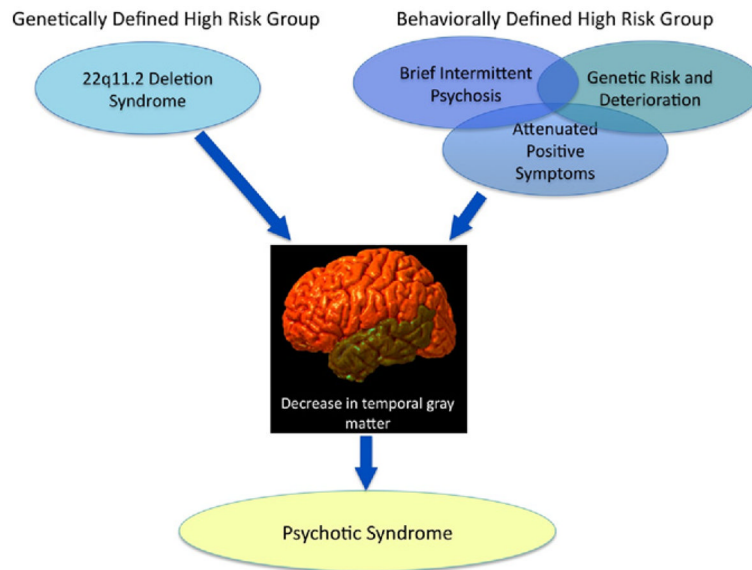 Genetically Defined High Risk Group
Behaviorally Defined High Risk Group
22q11.2 Deletion
Syndrome
Brief Intermittent
Psychosis
Genetic Risk and
Deterioration
Attenuated
Positive
Symptoms
Decrease in temporal gray
matter
Psychotic Syndrome